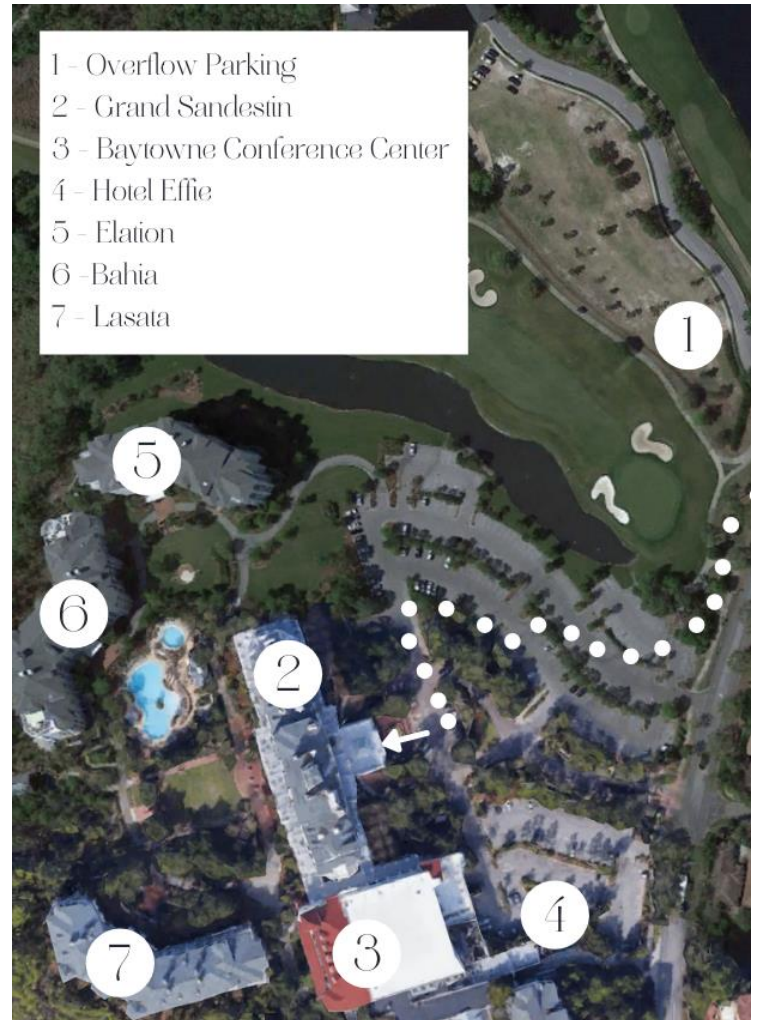 1 - Overflow Parking
2 - Grand Sandestin
3 - Baytowne Conference Center
4 - Hotel Effie
5 - Elation
6 -Bahia
7 - Lasata
1
5
6
2
4
3
7